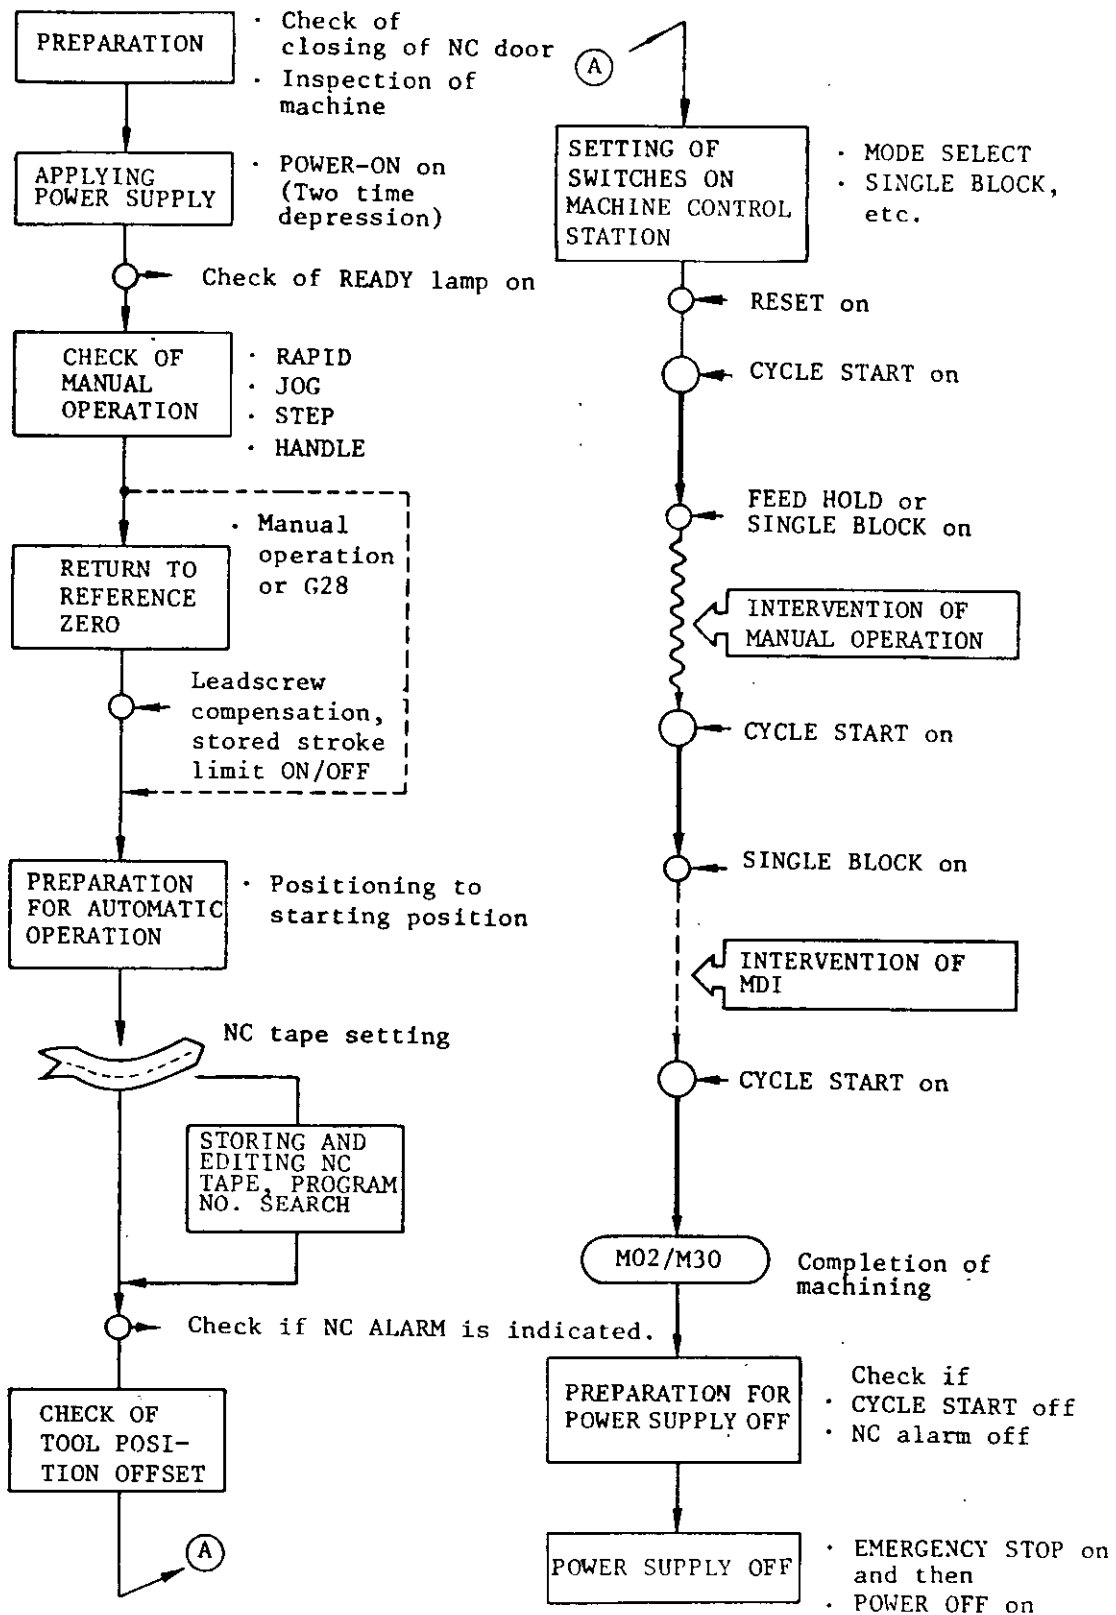 PREPARATION
· Check of
closing of NC door
· Inspection of
machine
APPLYING
POWER SUPPLY
· POWER-ON on
(Two time
depression)
Check of READY lamp on
CHECK OF
MANUAL
OPERATION
· RAPID
· JOG
· STEP
· HANDLE
· Manual
operation
or G28
RETURN TO
REFERENCE
ZERO
Leadscrew
compensation,
stored stroke
limit ON/OFF
PREPARATION
FOR AUTOMATIC
OPERATION
· Positioning to
starting position
NC tape setting
STORING AND
EDITING NC
TAPE, PROGRAM
NO. SEARCH
Check if NC ALARM is indicated.
CHECK OF
TOOL POSI-
TION OFFSET
A
A
SETTING OF
SWITCHES ON
MACHINE CONTROL
STATION
· MODE SELECT
· SINGLE BLOCK,
etc.
RESET on
CYCLE START on
FEED HOLD or
SINGLE BLOCK on
INTERVENTION OF
MANUAL OPERATION
CYCLE START on
SINGLE BLOCK on
INTERVENTION OF
MDI
CYCLE START on
M02/M30
Completion of
machining
PREPARATION FOR
POWER SUPPLY OFF
Check if
· CYCLE START off
· NC alarm off
POWER SUPPLY OFF
· EMERGENCY STOP on
and then
· POWER OFF on